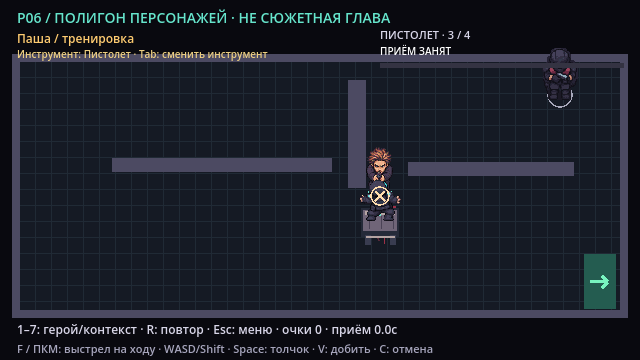 P06 / ПОЛИГОН ПЕРСОНАЖЕЙ · НЕ СЮЖЕТНАЯ ГЛАВА
Паша / тренировка
ПИСТОЛЕТ · 3 / 4
Инструмент: Пистолет · Tab: сменить инструмент
ПРИЁМ ЗАНЯТ
1–7: герой/контекст · R: повтор · Esc: меню · очки 0 · приём 0.0с
F / ПКМ: выстрел на ходу · WASD/Shift · Space: толчок · V: добить · C: отмена